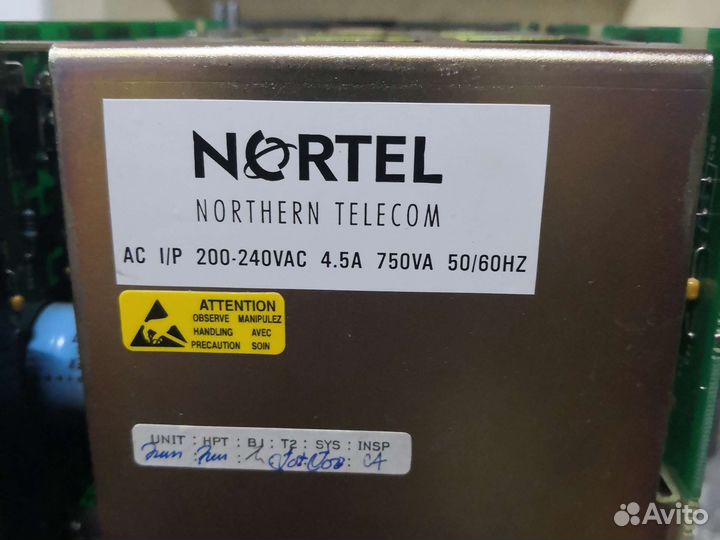 NORTEL
NORTHERN TELECOM
AC I/P 200-240VAC 4.5A 750VA 50/60HZ
ATTENTION
OBSERVE MANIPULEZ
HANDLING AVEC
PRECAUTION SOIN
UNIT : HPT : BI : T2 : SYS : INSP
Avito